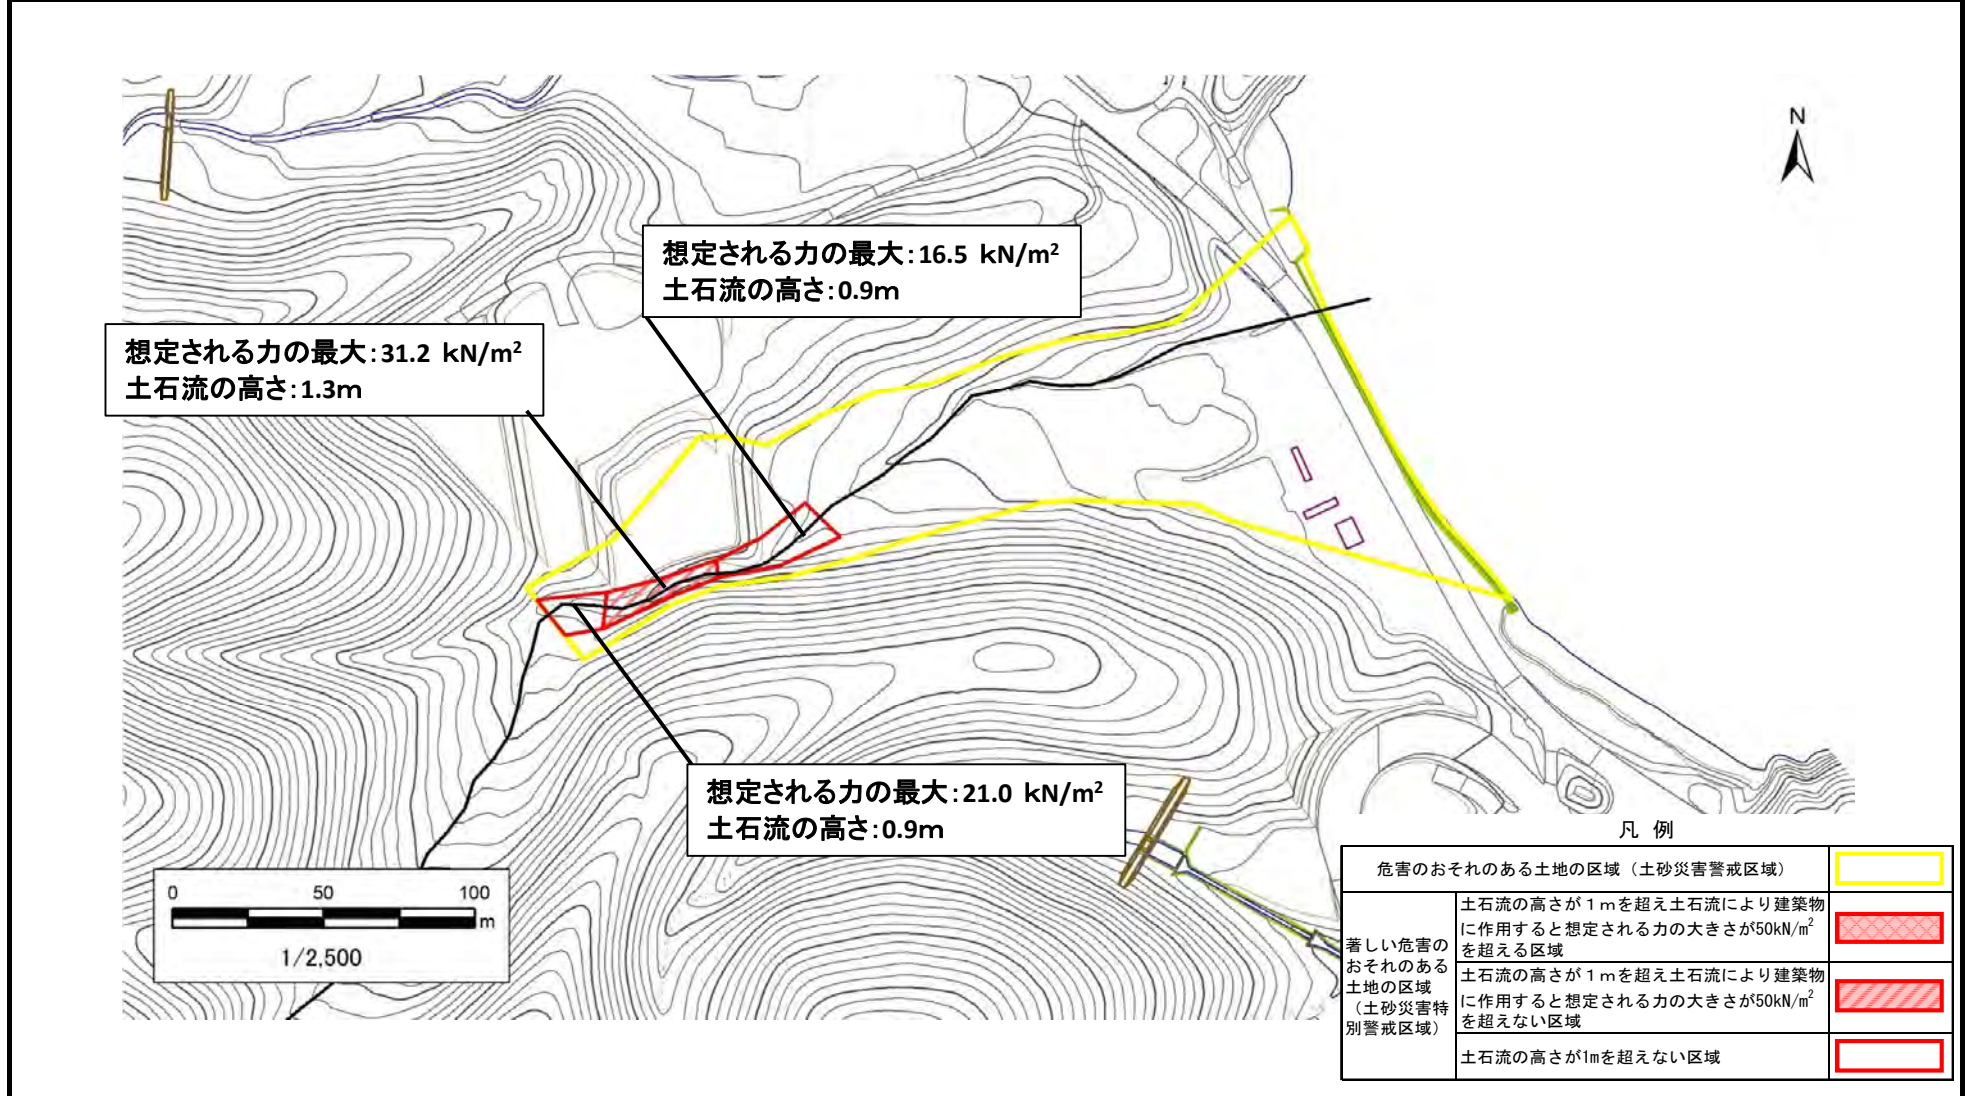 N
想定される力の最大:16.5 kN/m²
土石流の高さ:0.9m
想定される力の最大:31.2 kN/m²
土石流の高さ:1.3m
想定される力の最大:21.0 kN/m²
土石流の高さ:0.9m
0 50 100
m
1/2,500
凡 例
危害のおそれのある土地の区域（土砂災害警戒区域）
著しい危害の
おそれのある
土地の区域
（土砂災害特
別警戒区域）
土石流の高さが１ｍを超え土石流により建築物
に作用すると想定される力の大きさが50kN/m²
を超える区域
土石流の高さが１ｍを超え土石流により建築物
に作用すると想定される力の大きさが50kN/m²
を超えない区域
土石流の高さが1mを超えない区域